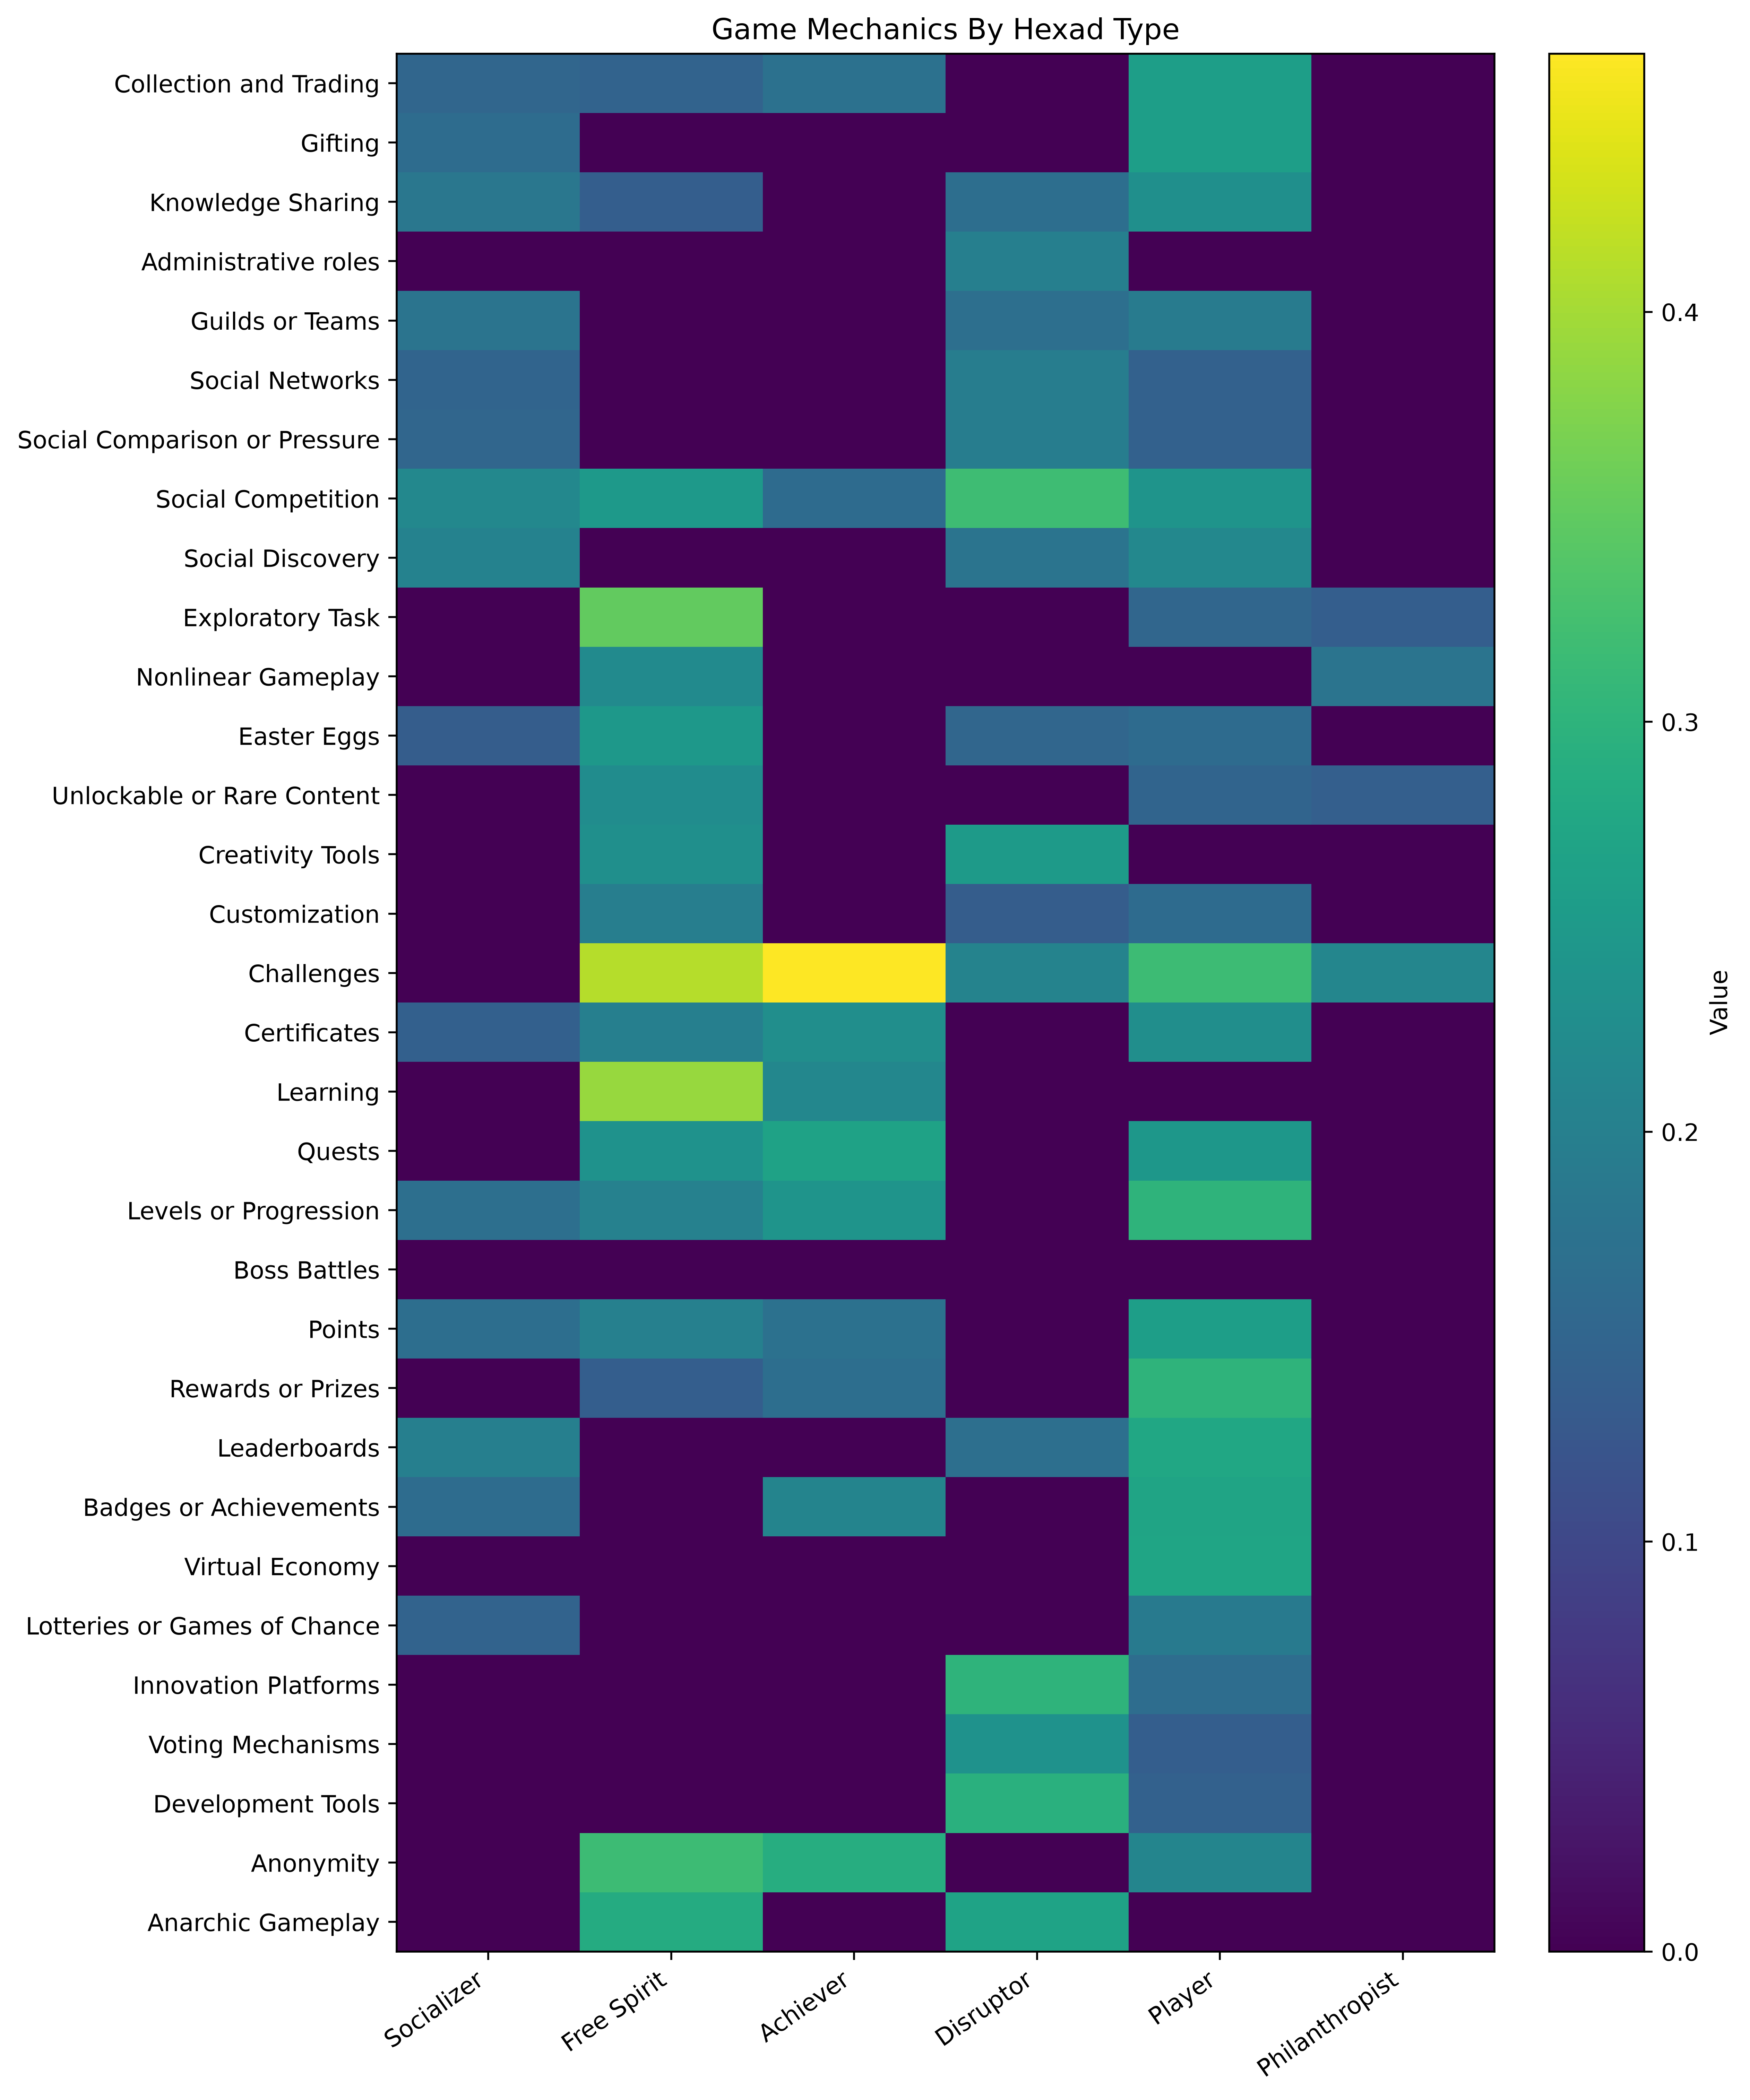 Game Mechanics By Hexad Type
Collection and Trading
Gifting
Knowledge Sharing
Administrative roles
Guilds or Teams
Social Networks
Social Comparison or Pressure
Social Competition
Social Discovery
Exploratory Task
Nonlinear Gameplay
Easter Eggs
Unlockable or Rare Content
Creativity Tools
Customization
Challenges
Certificates
Learning
Quests
Levels or Progression
Boss Battles
Points
Rewards or Prizes
Leaderboards
Badges or Achievements
Virtual Economy
Lotteries or Games of Chance
Innovation Platforms
Voting Mechanisms
Development Tools
Anonymity
Anarchic Gameplay
Socializer
Free Spirit
Achiever
Disruptor
Player
Philanthropist
0.4
0.3
0.2
0.1
0.0
Value